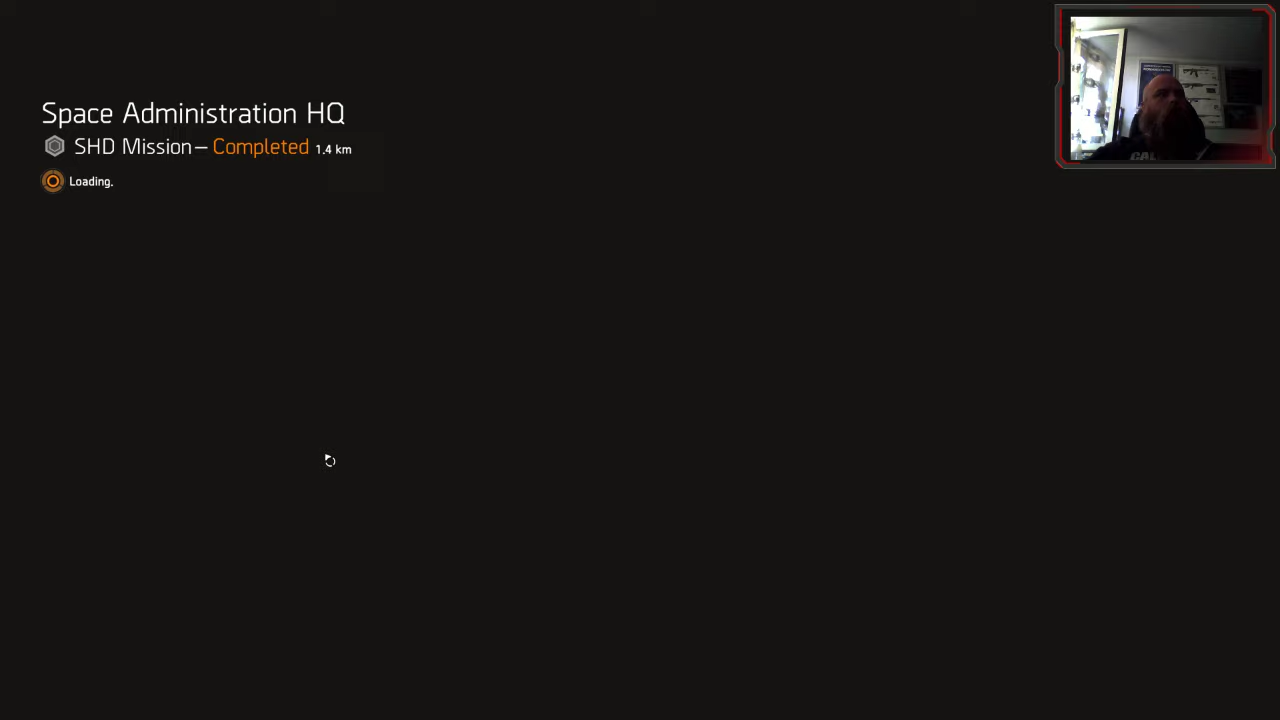 Space Administration HQ
SHD Mission— Completed 1.4 km
Loading.